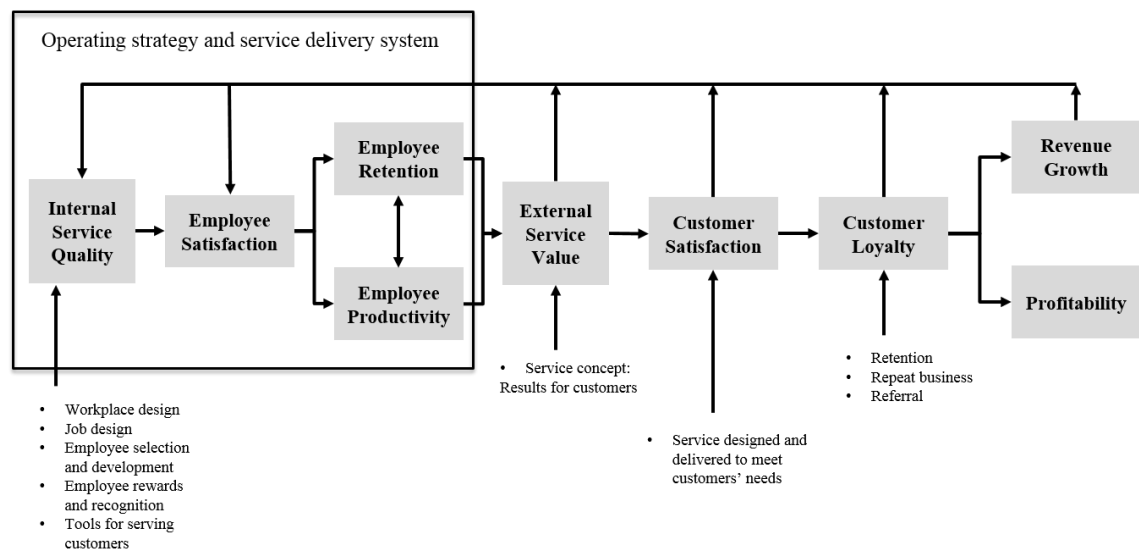 Operating strategy and service delivery system
Internal
Service
Quality
Employee
Satisfaction
Employee
Retention
Employee
Productivity
External
Service
Value
Customer
Satisfaction
Customer
Loyalty
Revenue
Growth
Profitability
• Workplace design
• Job design
• Employee selection
and development
• Employee rewards
and recognition
• Tools for serving
customers
• Service concept:
Results for customers
• Service designed and
delivered to meet
customers’ needs
• Retention
• Repeat business
• Referral